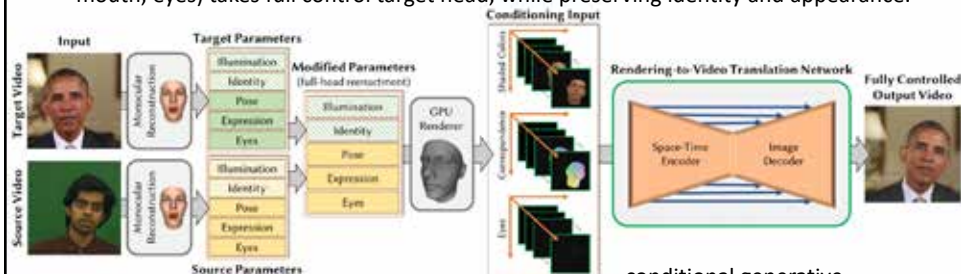 mouth, eyes) takes full control target head, while preserving identity and appearance.
Conditioning Input
Input
Target Parameters
Target Video
Monocular
Reconstruction
Illumination
Identity
Pose
Expression
Eyes
Modified Parameters
(full-head reenactment)
Illumination
Identity
Pose
Expression
Eyes
GPU
Renderer
Shaded Colors
Correspondence
Eyes
Rendering-to-Video Translation Network
Space-Time
Encoder
Image
Decoder
Fully Controlled
Output Video
Source Video
Monocular
Reconstruction
Illumination
Identity
Pose
Expression
Eyes
Source Parameters
conditional generative